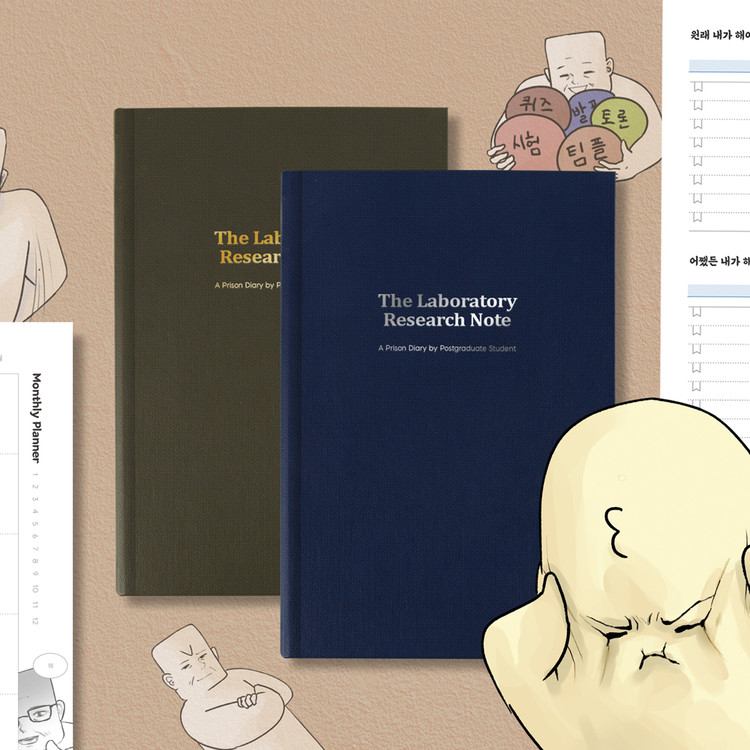 The Lab
Resear
A Prison Diary by P
The Laboratory
Research Note
A Prison Diary by Postgraduate Student
퀴즈
발표
토론
시험
팀플
원래 내가 해야
어쨌든 내가 해
Monthly Planner
1 2 3 4 5 6 7 8 9 10 11 12